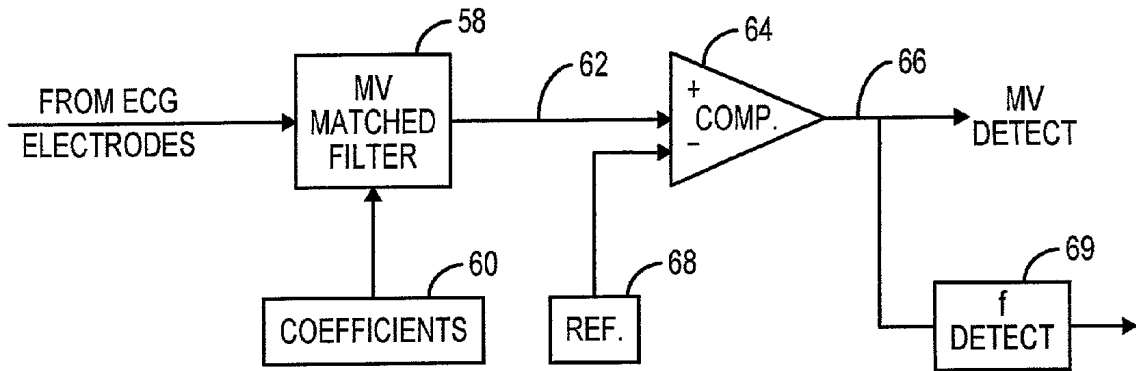 58
64
62
66
FROM ECG
ELECTRODES
MV
MATCHED
FILTER
+
COMP.
−
MV
DETECT
60
68
69
COEFFICIENTS
REF.
f
DETECT